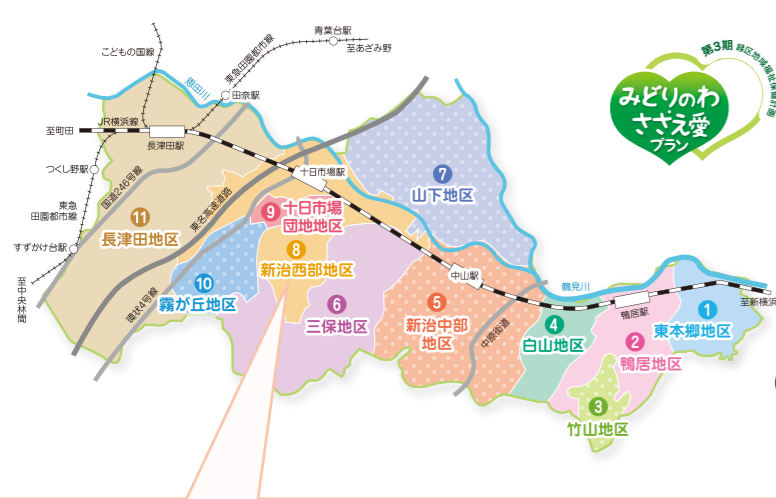 青葉台駅
至あざみ野
こどもの国線
東急田園都市線
恩田川
田奈駅
JR横浜線
至町田
長津田駅
つくし野駅
国道246号線
東急
田園都市線
すずかけ台駅
至中央林間
東名高速道路
環状4号線
十日市場駅
中山駅
中原街道
鶴見川
鴨居駅
至新横浜
第3期 緑区地域福祉保健計画
みどりのわ
ささえ愛
プラン
7
山下地区
11
長津田地区
9 十日市場
団地地区
8
新治西部地区
10
霧が丘地区
6
三保地区
5
新治中部
地区
4
白山地区
1
東本郷地区
2
鴨居地区
3
竹山地区